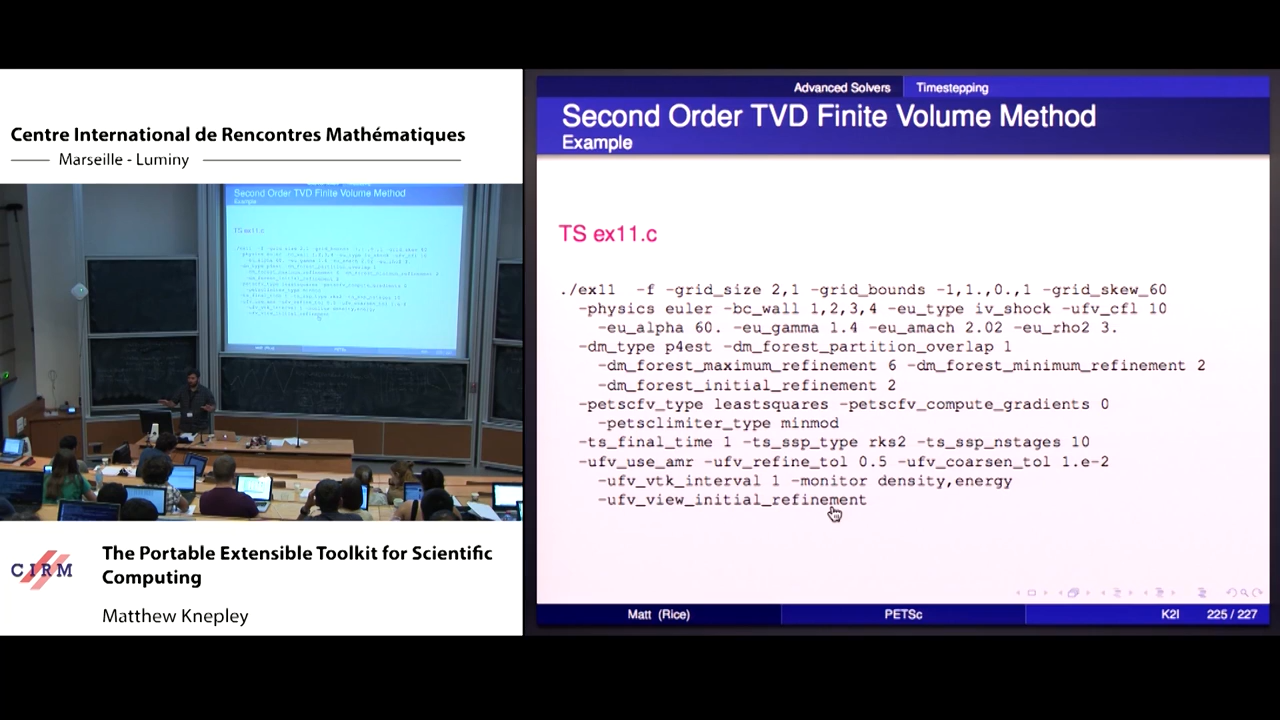 Centre International de Rencontres Mathématiques
Marseille - Luminy
Second Order TVD Finite Volume Method
Example
TS ex11.c
CIRM
The Portable Extensible Toolkit for Scientific
Computing
Matthew Knepley
Advanced Solvers
Timestepping
Second Order TVD Finite Volume Method
Example
TS ex11.c
./ex11 -f -grid_size 2,1 -grid_bounds -1,1.,0.,1 -grid_skew_60
-physics euler -bc_wall 1,2,3,4 -eu_type iv_shock -ufv_cfl 10
-eu_alpha 60. -eu_gamma 1.4 -eu_amach 2.02 -eu_rho2 3.
-dm_type p4est -dm_forest_partition_overlap 1
-dm_forest_maximum_refinement 6 -dm_forest_minimum_refinement 2
-dm_forest_initial_refinement 2
-petscfv_type leastsquares -petscfv_compute_gradients 0
-petsclimiter_type minmod
-ts_final_time 1 -ts_ssp_type rks2 -ts_ssp_nstages 10
-ufv_use_amr -ufv_refine_tol 0.5 -ufv_coarsen_tol 1.e-2
-ufv_vtk_interval 1 -monitor density,energy
-ufv_view_initial_refinement
Matt (Rice)
PETSc
K2I
225 / 227